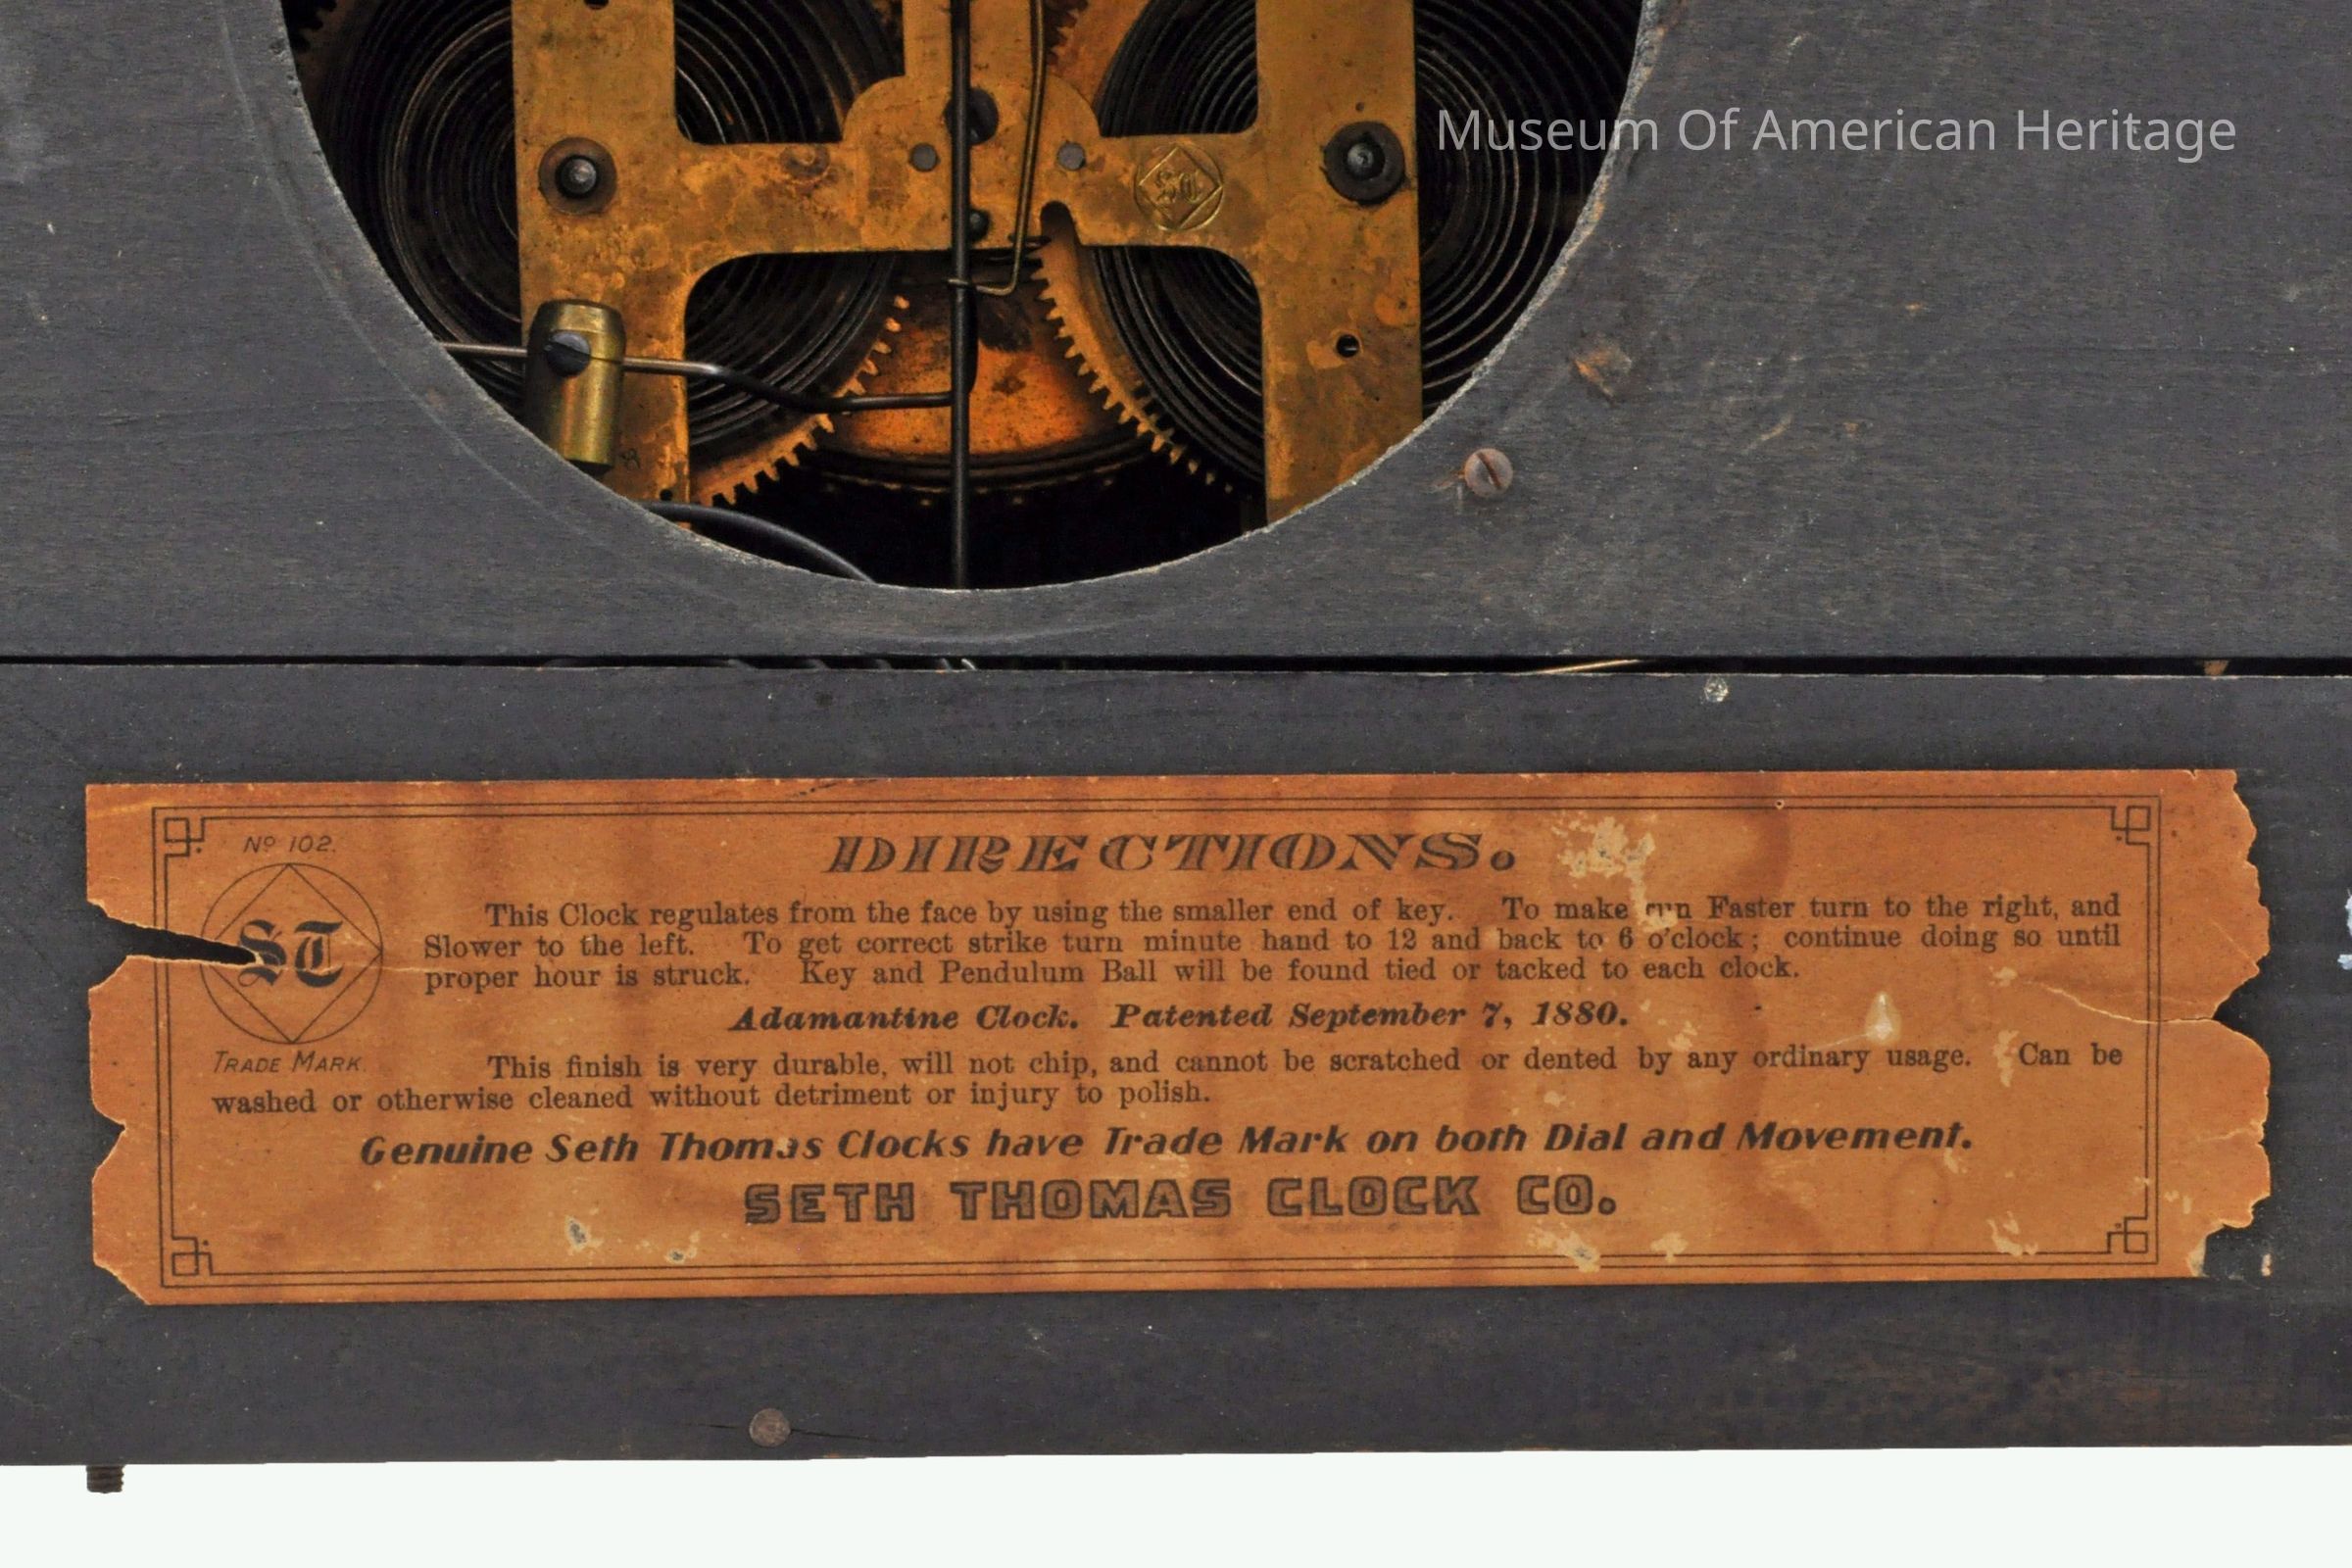 Museum Of American Heritage
ST
No 102.
DIRECTIONS.
ST
This Clock regulates from the face by using the smaller end of key. To make run Faster turn to the right, and
Slower to the left. To get correct strike turn minute hand to 12 and back to 6 o'clock; continue doing so until
proper hour is struck. Key and Pendulum Ball will be found tied or tacked to each clock.
Adamantine Clock. Patented September 7, 1880.
TRADE MARK.
This finish is very durable, will not chip, and cannot be scratched or dented by any ordinary usage. Can be
washed or otherwise cleaned without detriment or injury to polish.
Genuine Seth Thomas Clocks have Trade Mark on both Dial and Movement.
SETH THOMAS CLOCK CO.